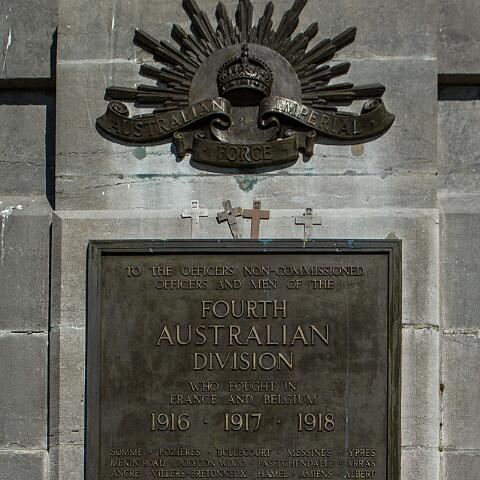 AUSTRALIAN IMPERIAL
FORCE
TO THE OFFICERS NON-COMMISSIONED
OFFICERS AND MEN OF THE
FOURTH
AUSTRALIAN
DIVISION
WHO FOUGHT IN
FRANCE AND BELGIUM
1916 · 1917 · 1918
SOMME - POZIÈRES - BULLECOURT - MESSINES - YPRES
MENIN ROAD - POLYGON WOOD - PASSCHENDAELE - ARRAS
ANCRE - VILLERS-BRETONNEUX - HAMEL - AMIENS - ALBERT